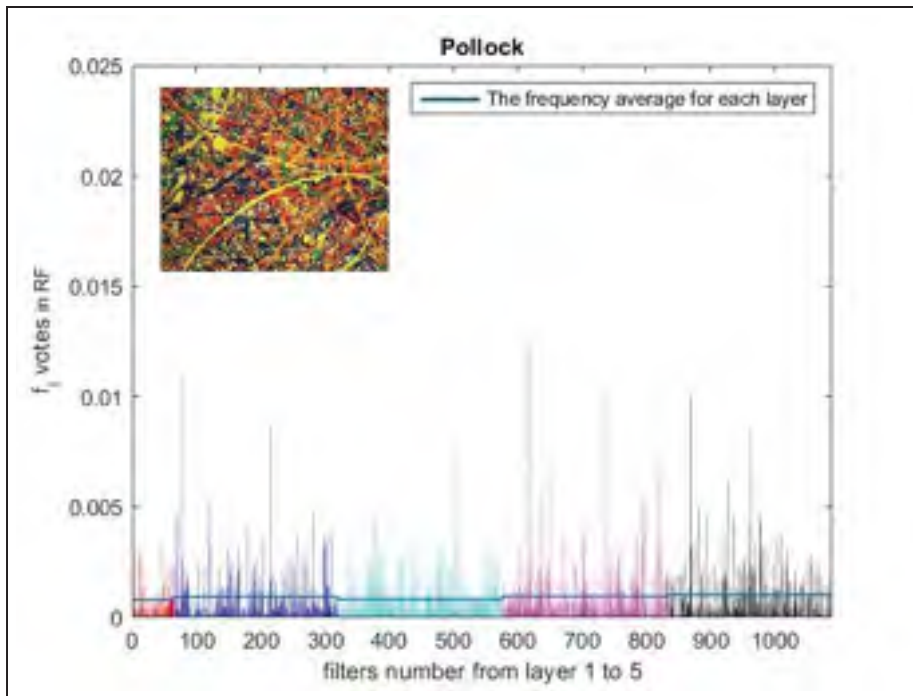 Pollock
0.025
0.02
0.015
0.01
0.005
0
The frequency average for each layer
f_i votes in RF
0 100 200 300 400 500 600 700 800 900 1000
filters number from layer 1 to 5